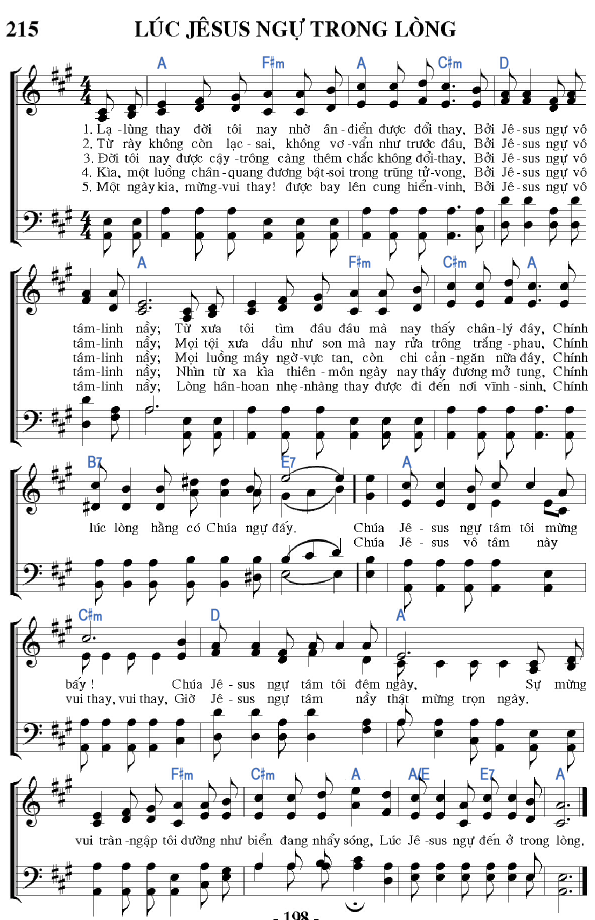 215 LÚC JÊSUS NGỰ TRONG LÒNG
A F♯m A C♯m D
1. Lạ-lùng thay đời tôi nay nhờ ân-điển được đổi thay, Bởi Jê-sus ngự vô
2. Từ rày không còn lạc-sai, không vơ-vẩn như trước đâu, Bởi Jê-sus ngự vô
3. Đời tôi nay được cậy-trông càng thêm chắc không đổi-thay, Bởi Jê-sus ngự vô
4. Kìa, một luồng chân-quang đương bật-soi trong trũng tử-vong, Bởi Jê-sus ngự vô
5. Một ngày kia, mừng-vui thay! được bay lên cung hiển-vinh, Bởi Jê-sus ngự vô
A F♯m C♯m A
tâm-linh nầy; Từ xưa tôi tìm đâu đâu mà nay thấy chân-lý đây, Chính
tâm-linh nầy; Mọi tội xưa dầu như son mà nay rửa trông trắng-phau, Chính
tâm-linh nầy; Mọi luồng mây ngờ-vực tan, còn chi cản-ngăn nữa đây, Chính
tâm-linh nầy; Nhìn từ xa kìa thiên-môn ngày nay thấy đương mở tung, Chính
tâm-linh nầy; Lòng hân-hoan nhẹ-nhàng thay được đi đến nơi vĩnh-sinh, Chính
B7 E7 A
lúc lòng hằng có Chúa ngự đấy. Chúa Jê-sus ngự tâm tôi mừng
Chúa Jê-sus vô tâm này
C♯m D A
bấy! Chúa Jê-sus ngự tâm tôi đêm ngày, Sự mừng
vui thay, vui thay, Giờ Jê-sus ngự tâm nầy thật mừng trọn ngày.
F♯m C♯m A A/E E7 A
vui tràn-ngập tôi dường như biển đang nhẩy sóng, Lúc Jê-sus ngự đến ở trong lòng,
- 198 -